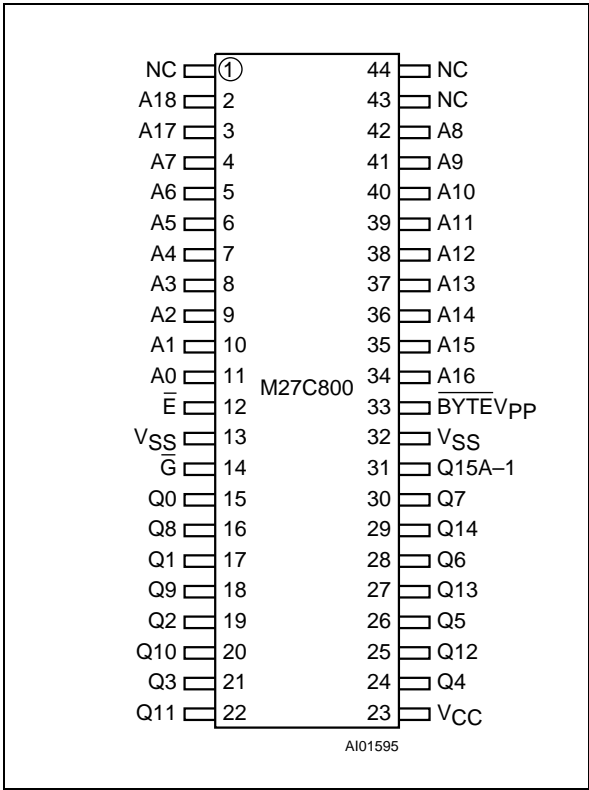 NC 1 44 NC
A18 2 43 NC
A17 3 42 A8
A7 4 41 A9
A6 5 40 A10
A5 6 39 A11
A4 7 38 A12
A3 8 37 A13
A2 9 36 A14
A1 10 35 A15
A0 11 34 A16
M27C800
E̅ 12 33 B̅Y̅T̅E̅VPP
VSS 13 32 VSS
G̅ 14 31 Q15A–1
Q0 15 30 Q7
Q8 16 29 Q14
Q1 17 28 Q6
Q9 18 27 Q13
Q2 19 26 Q5
Q10 20 25 Q12
Q3 21 24 Q4
Q11 22 23 VCC
AI01595